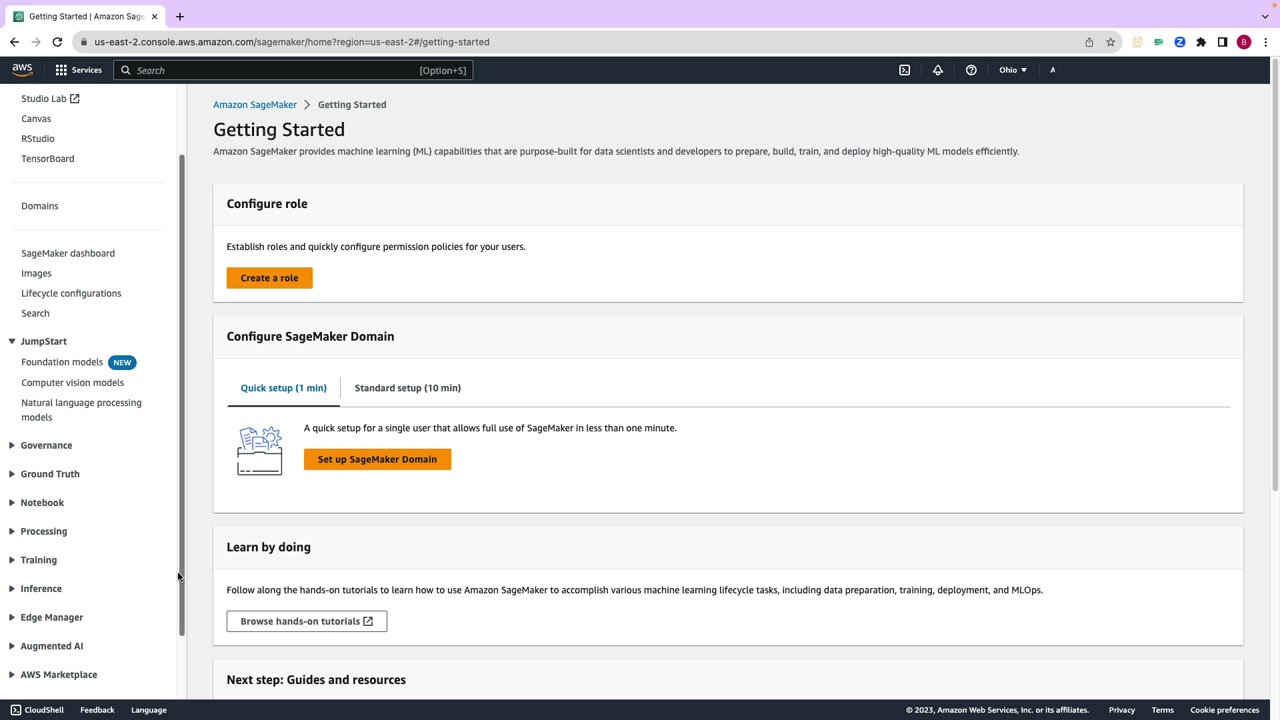 Getting Started | Amazon Sage
us-east-2.console.aws.amazon.com/sagemaker/home?region=us-east-2#/getting-started
B
aws
Services
Search
[Option+S]
Ohio
A
Studio Lab
Canvas
RStudio
TensorBoard
Domains
SageMaker dashboard
Images
Lifecycle configurations
Search
JumpStart
Foundation models NEW
Computer vision models
Natural language processing
models
Governance
Ground Truth
Notebook
Processing
Training
Inference
Edge Manager
Augmented AI
AWS Marketplace
Amazon SageMaker > Getting Started
Getting Started
Amazon SageMaker provides machine learning (ML) capabilities that are purpose-built for data scientists and developers to prepare, build, train, and deploy high-quality ML models efficiently.
Configure role
Establish roles and quickly configure permission policies for your users.
Create a role
Configure SageMaker Domain
Quick setup (1 min)
Standard setup (10 min)
A quick setup for a single user that allows full use of SageMaker in less than one minute.
Set up SageMaker Domain
Learn by doing
Follow along the hands-on tutorials to learn how to use Amazon SageMaker to accomplish various machine learning lifecycle tasks, including data preparation, training, deployment, and MLOps.
Browse hands-on tutorials
Next step: Guides and resources
CloudShell
Feedback
Language
© 2023, Amazon Web Services, Inc. or its affiliates.
Privacy
Terms
Cookie preferences